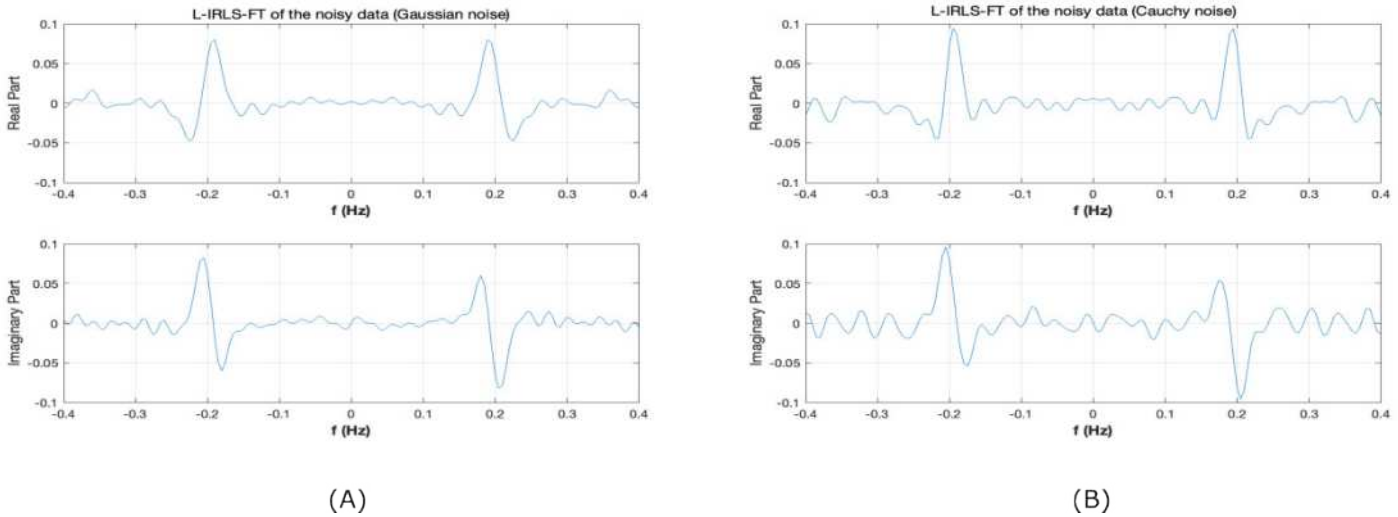 L-IRLS-FT of the noisy data (Gaussian noise)
0.1
0.05
0
-0.05
-0.1
Real Part
-0.4 -0.3 -0.2 -0.1 0 0.1 0.2 0.3 0.4
f (Hz)
0.1
0.05
0
-0.05
-0.1
Imaginary Part
-0.4 -0.3 -0.2 -0.1 0 0.1 0.2 0.3 0.4
f (Hz)
(A)
L-IRLS-FT of the noisy data (Cauchy noise)
0.1
0.05
0
-0.05
-0.1
Real Part
-0.4 -0.3 -0.2 -0.1 0 0.1 0.2 0.3 0.4
f (Hz)
0.1
0.05
0
-0.05
-0.1
Imaginary Part
-0.4 -0.3 -0.2 -0.1 0 0.1 0.2 0.3 0.4
f (Hz)
(B)